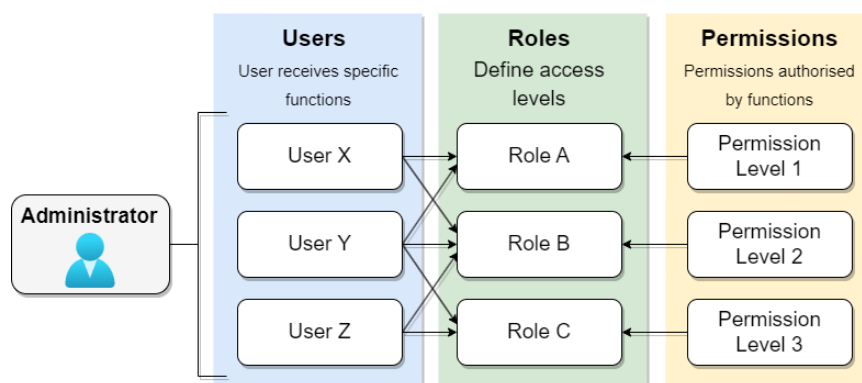 Users
User receives specific
functions
Roles
Define access
levels
Permissions
Permissions authorised
by functions
Administrator
User X
User Y
User Z
Role A
Role B
Role C
Permission
Level 1
Permission
Level 2
Permission
Level 3